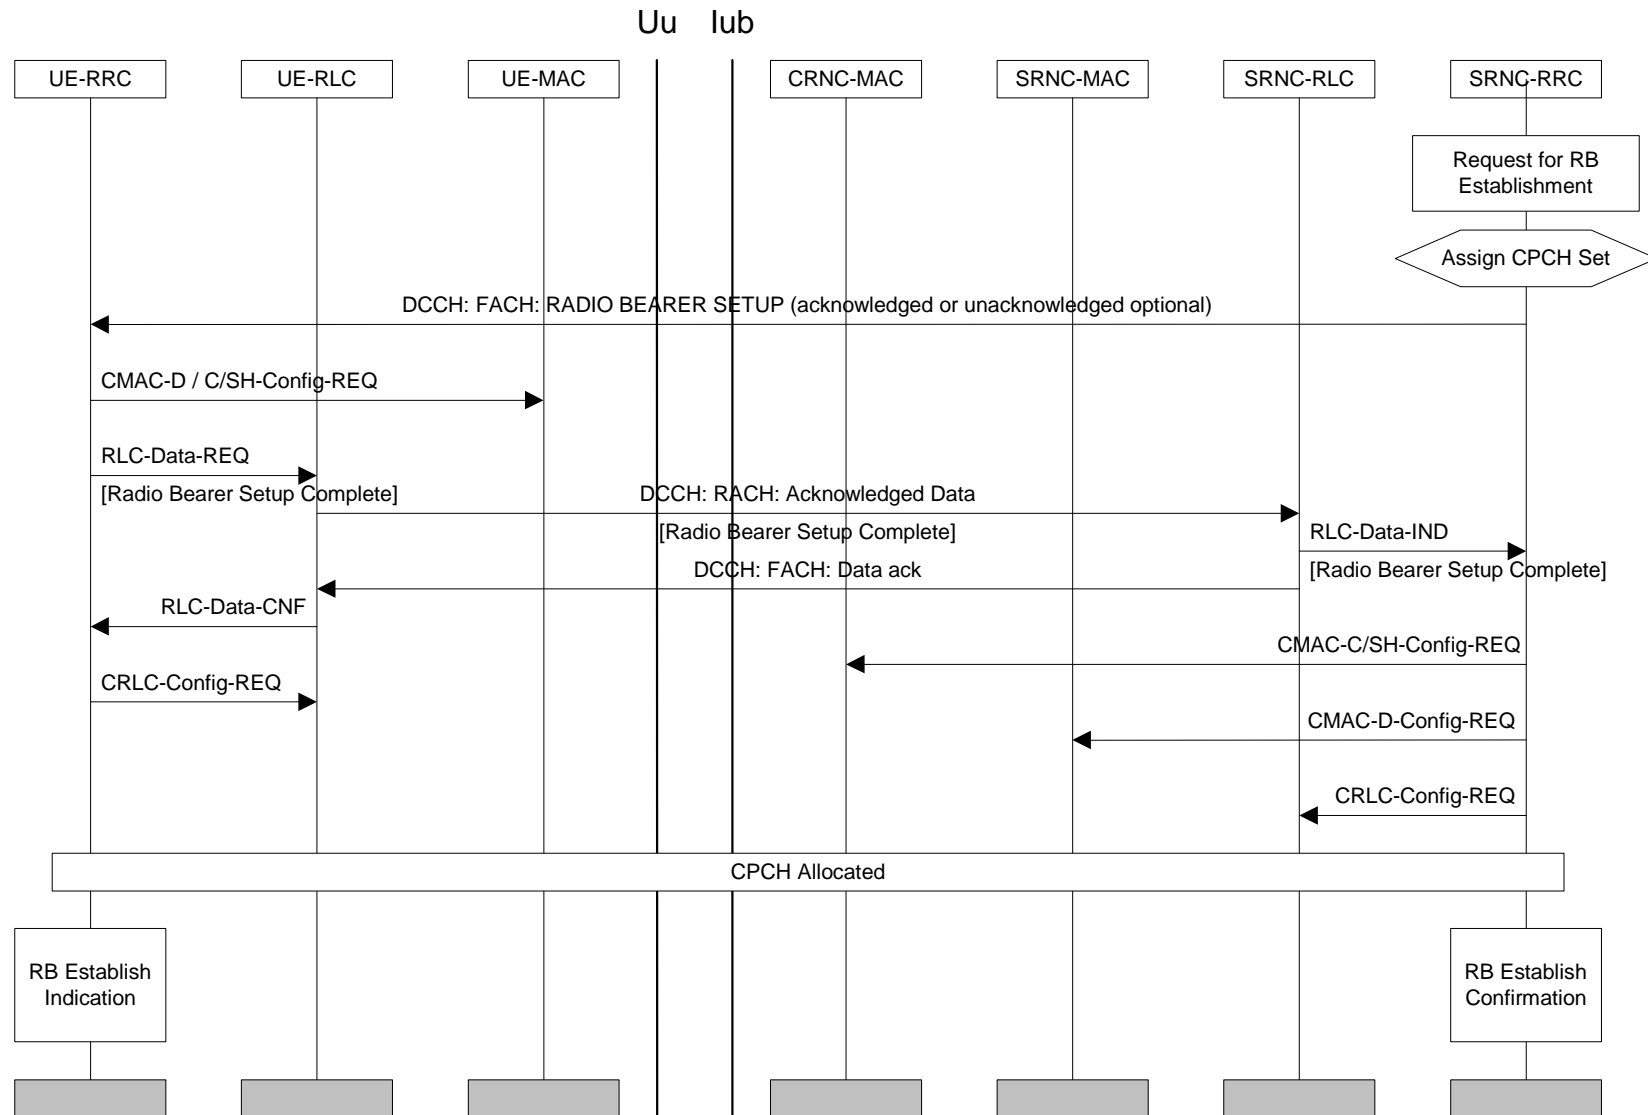 Uu Iub
UE-RRC UE-RLC UE-MAC CRNC-MAC SRNC-MAC SRNC-RLC SRNC-RRC
Request for RB
Establishment
Assign CPCH Set
DCCH: FACH: RADIO BEARER SETUP (acknowledged or unacknowledged optional)
CMAC-D / C/SH-Config-REQ
RLC-Data-REQ
[Radio Bearer Setup Complete]
DCCH: RACH: Acknowledged Data
[Radio Bearer Setup Complete]
RLC-Data-IND
[Radio Bearer Setup Complete]
DCCH: FACH: Data ack
RLC-Data-CNF
CMAC-C/SH-Config-REQ
CRLC-Config-REQ
CMAC-D-Config-REQ
CRLC-Config-REQ
CPCH Allocated
RB Establish
Indication
RB Establish
Confirmation